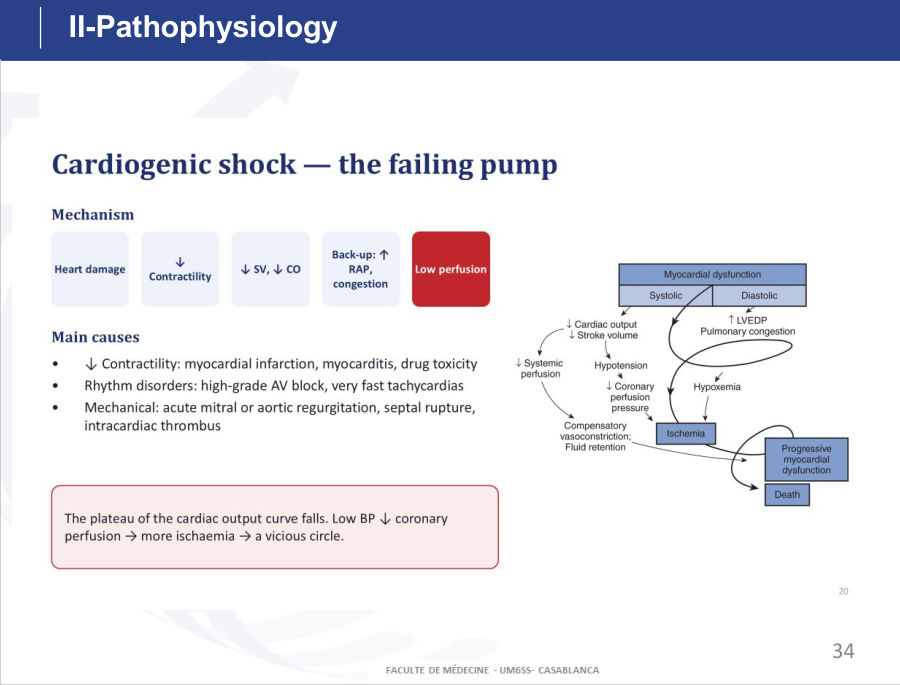 II-Pathophysiology
Cardiogenic shock — the failing pump
Mechanism
Heart damage
↓
Contractility
↓ SV, ↓ CO
Back-up: ↑
RAP,
congestion
Low perfusion
Main causes
• ↓ Contractility: myocardial infarction, myocarditis, drug toxicity
• Rhythm disorders: high-grade AV block, very fast tachycardias
• Mechanical: acute mitral or aortic regurgitation, septal rupture,
intracardiac thrombus
The plateau of the cardiac output curve falls. Low BP ↓ coronary
perfusion → more ischaemia → a vicious circle.
Myocardial dysfunction
Systolic
Diastolic
↓ Cardiac output
↓ Stroke volume
↑ LVEDP
Pulmonary congestion
↓ Systemic
perfusion
Hypotension
↓ Coronary
perfusion
pressure
Hypoxemia
Compensatory
vasoconstriction;
Fluid retention
Ischemia
Progressive
myocardial
dysfunction
Death
20
34
FACULTE DE MÉDECINE - UM6SS- CASABLANCA